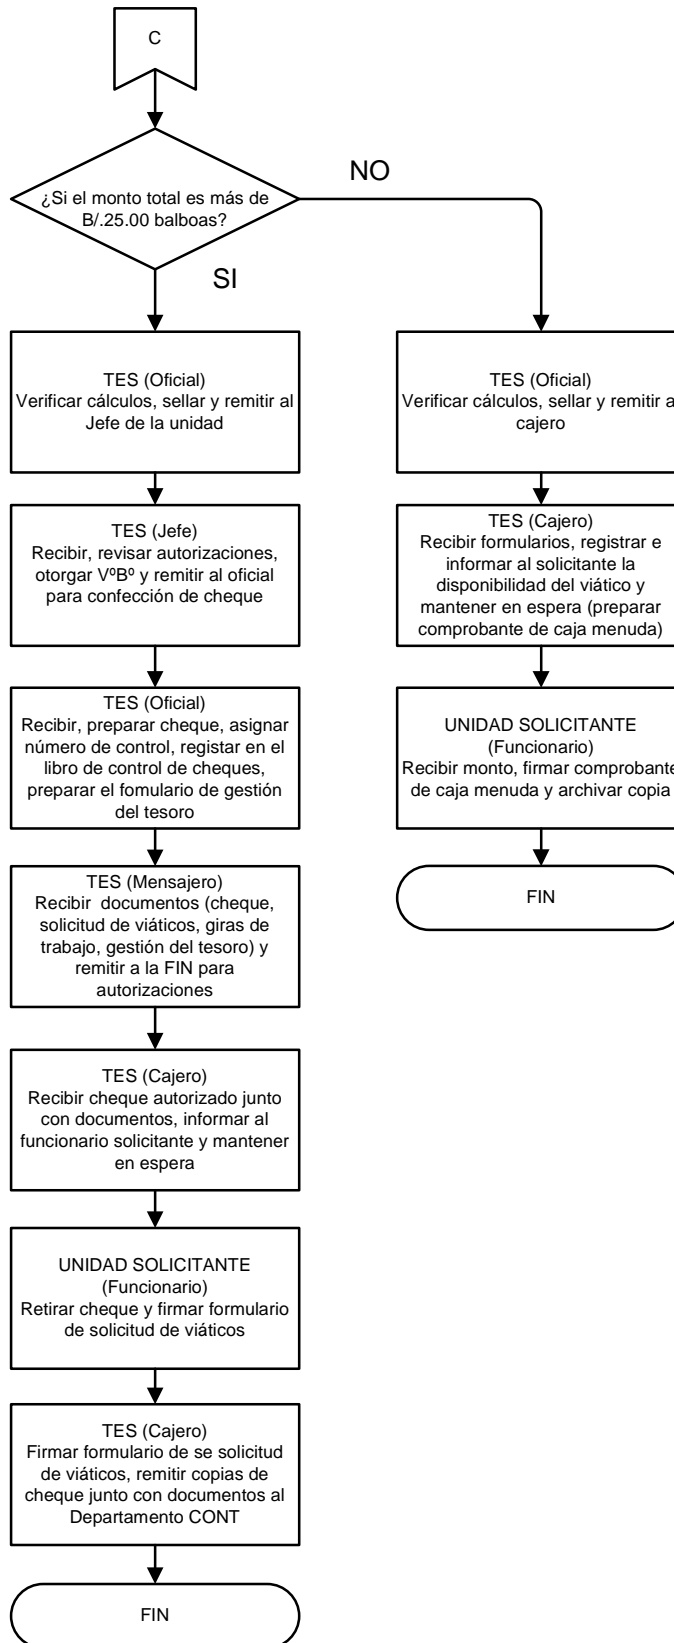 C
¿Si el monto total es más de
B/.25.00 balboas?
NO
SI
TES (Oficial)
Verificar cálculos, sellar y remitir al
Jefe de la unidad
TES (Jefe)
Recibir, revisar autorizaciones,
otorgar VºBº y remitir al oficial
para confección de cheque
TES (Oficial)
Recibir, preparar cheque, asignar
número de control, registar en el
libro de control de cheques,
preparar el fomulario de gestión
del tesoro
TES (Mensajero)
Recibir documentos (cheque,
solicitud de viáticos, giras de
trabajo, gestión del tesoro) y
remitir a la FIN para
autorizaciones
TES (Cajero)
Recibir cheque autorizado junto
con documentos, informar al
funcionario solicitante y mantener
en espera
UNIDAD SOLICITANTE
(Funcionario)
Retirar cheque y firmar formulario
de solicitud de viáticos
TES (Cajero)
Firmar formulario de se solicitud
de viáticos, remitir copias de
cheque junto con documentos al
Departamento CONT
FIN
TES (Oficial)
Verificar cálculos, sellar y remitir a
cajero
TES (Cajero)
Recibir formularios, registrar e
informar al solicitante la
disponibilidad del viático y
mantener en espera (preparar
comprobante de caja menuda)
UNIDAD SOLICITANTE
(Funcionario)
Recibir monto, firmar comprobante
de caja menuda y archivar copia
FIN